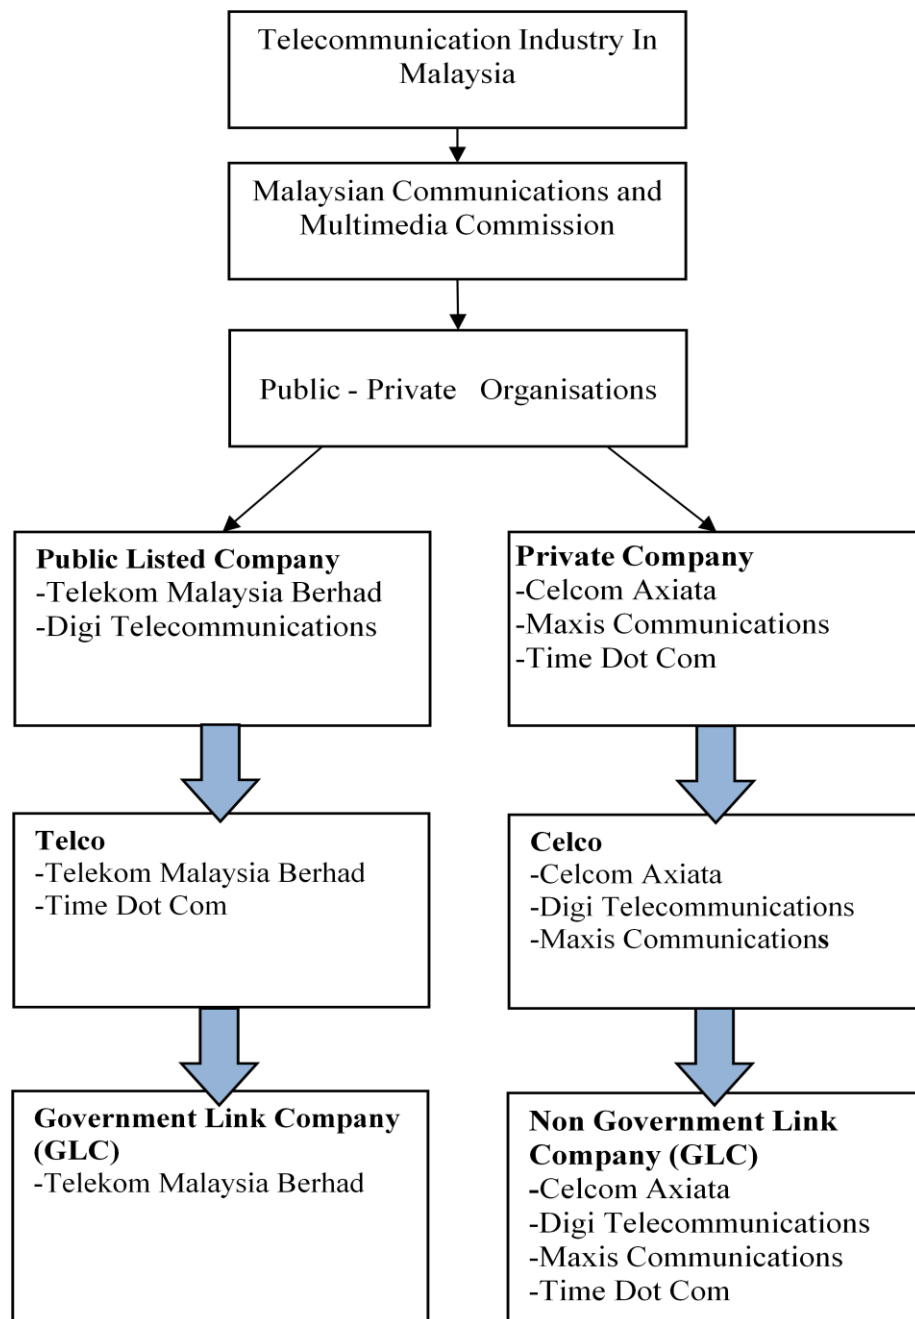 Telecommunication Industry In
Malaysia
Malaysian Communications and
Multimedia Commission
Public - Private Organisations
Public Listed Company
-Telekom Malaysia Berhad
-Digi Telecommunications
Private Company
-Celcom Axiata
-Maxis Communications
-Time Dot Com
Telco
-Telekom Malaysia Berhad
-Time Dot Com
Celco
-Celcom Axiata
-Digi Telecommunications
-Maxis Communications
Government Link Company
(GLC)
-Telekom Malaysia Berhad
Non Government Link
Company (GLC)
-Celcom Axiata
-Digi Telecommunications
-Maxis Communications
-Time Dot Com